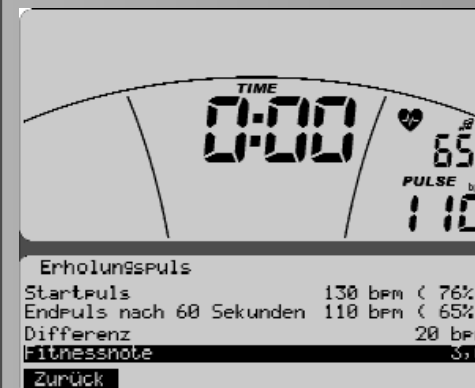 TIME
0:00
65
PULSE
110
Erholungspuls
Startpuls 130 bpm ( 76%
Endpuls nach 60 Sekunden 110 bpm ( 65%
Differenz 20
Fitnessnote 3,
Zurück